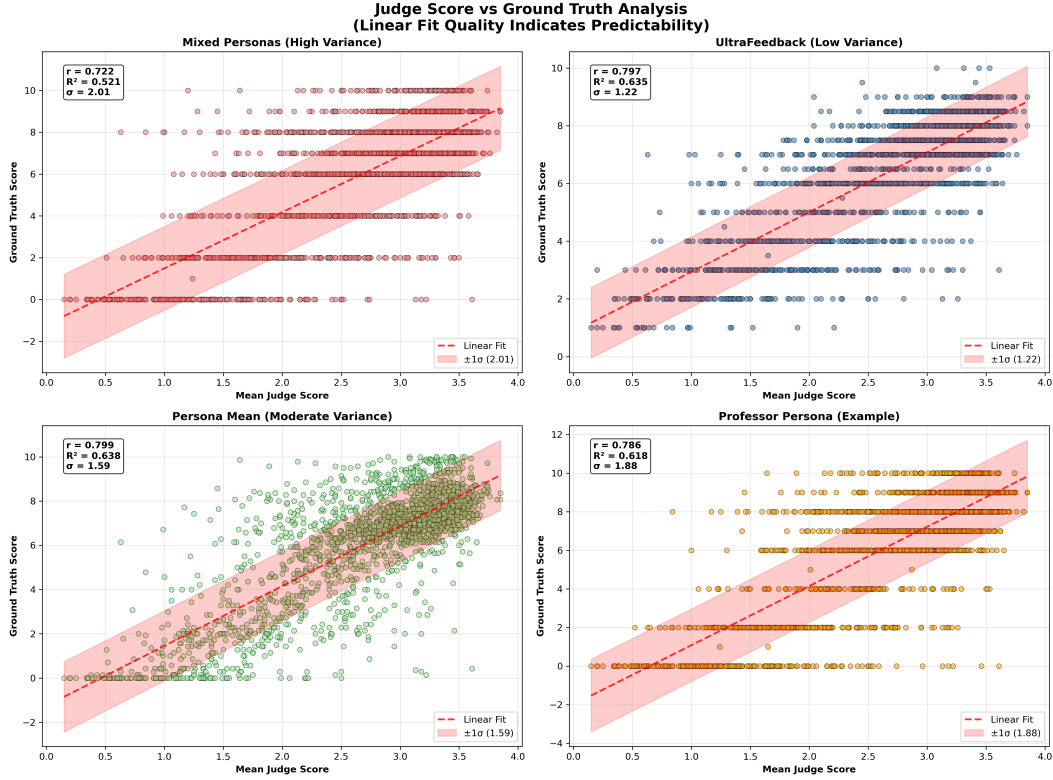 Judge Score vs Ground Truth Analysis
(Linear Fit Quality Indicates Predictability)
Mixed Personas (High Variance)
r = 0.722
R² = 0.521
σ = 2.01
Ground Truth Score
10
8
6
4
2
0
−2
Linear Fit
±1σ (2.01)
0.0 0.5 1.0 1.5 2.0 2.5 3.0 3.5 4.0
Mean Judge Score
UltraFeedback (Low Variance)
r = 0.797
R² = 0.635
σ = 1.22
Ground Truth Score
10
8
6
4
2
0
Linear Fit
±1σ (1.22)
0.0 0.5 1.0 1.5 2.0 2.5 3.0 3.5 4.0
Mean Judge Score
Persona Mean (Moderate Variance)
r = 0.799
R² = 0.638
σ = 1.59
Ground Truth Score
10
8
6
4
2
0
−2
Linear Fit
±1σ (1.59)
0.0 0.5 1.0 1.5 2.0 2.5 3.0 3.5 4.0
Mean Judge Score
Professor Persona (Example)
r = 0.786
R² = 0.618
σ = 1.88
Ground Truth Score
12
10
8
6
4
2
0
−2
−4
Linear Fit
±1σ (1.88)
0.0 0.5 1.0 1.5 2.0 2.5 3.0 3.5 4.0
Mean Judge Score